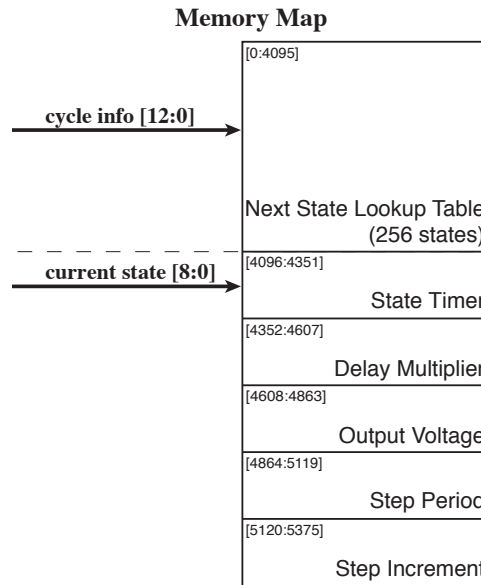 Memory Map
[0:4095]
cycle info [12:0]
Next State Lookup Table
(256 states)
current state [8:0]
[4096:4351]
State Timer
[4352:4607]
Delay Multiplier
[4608:4863]
Output Voltage
[4864:5119]
Step Period
[5120:5375]
Step Increment